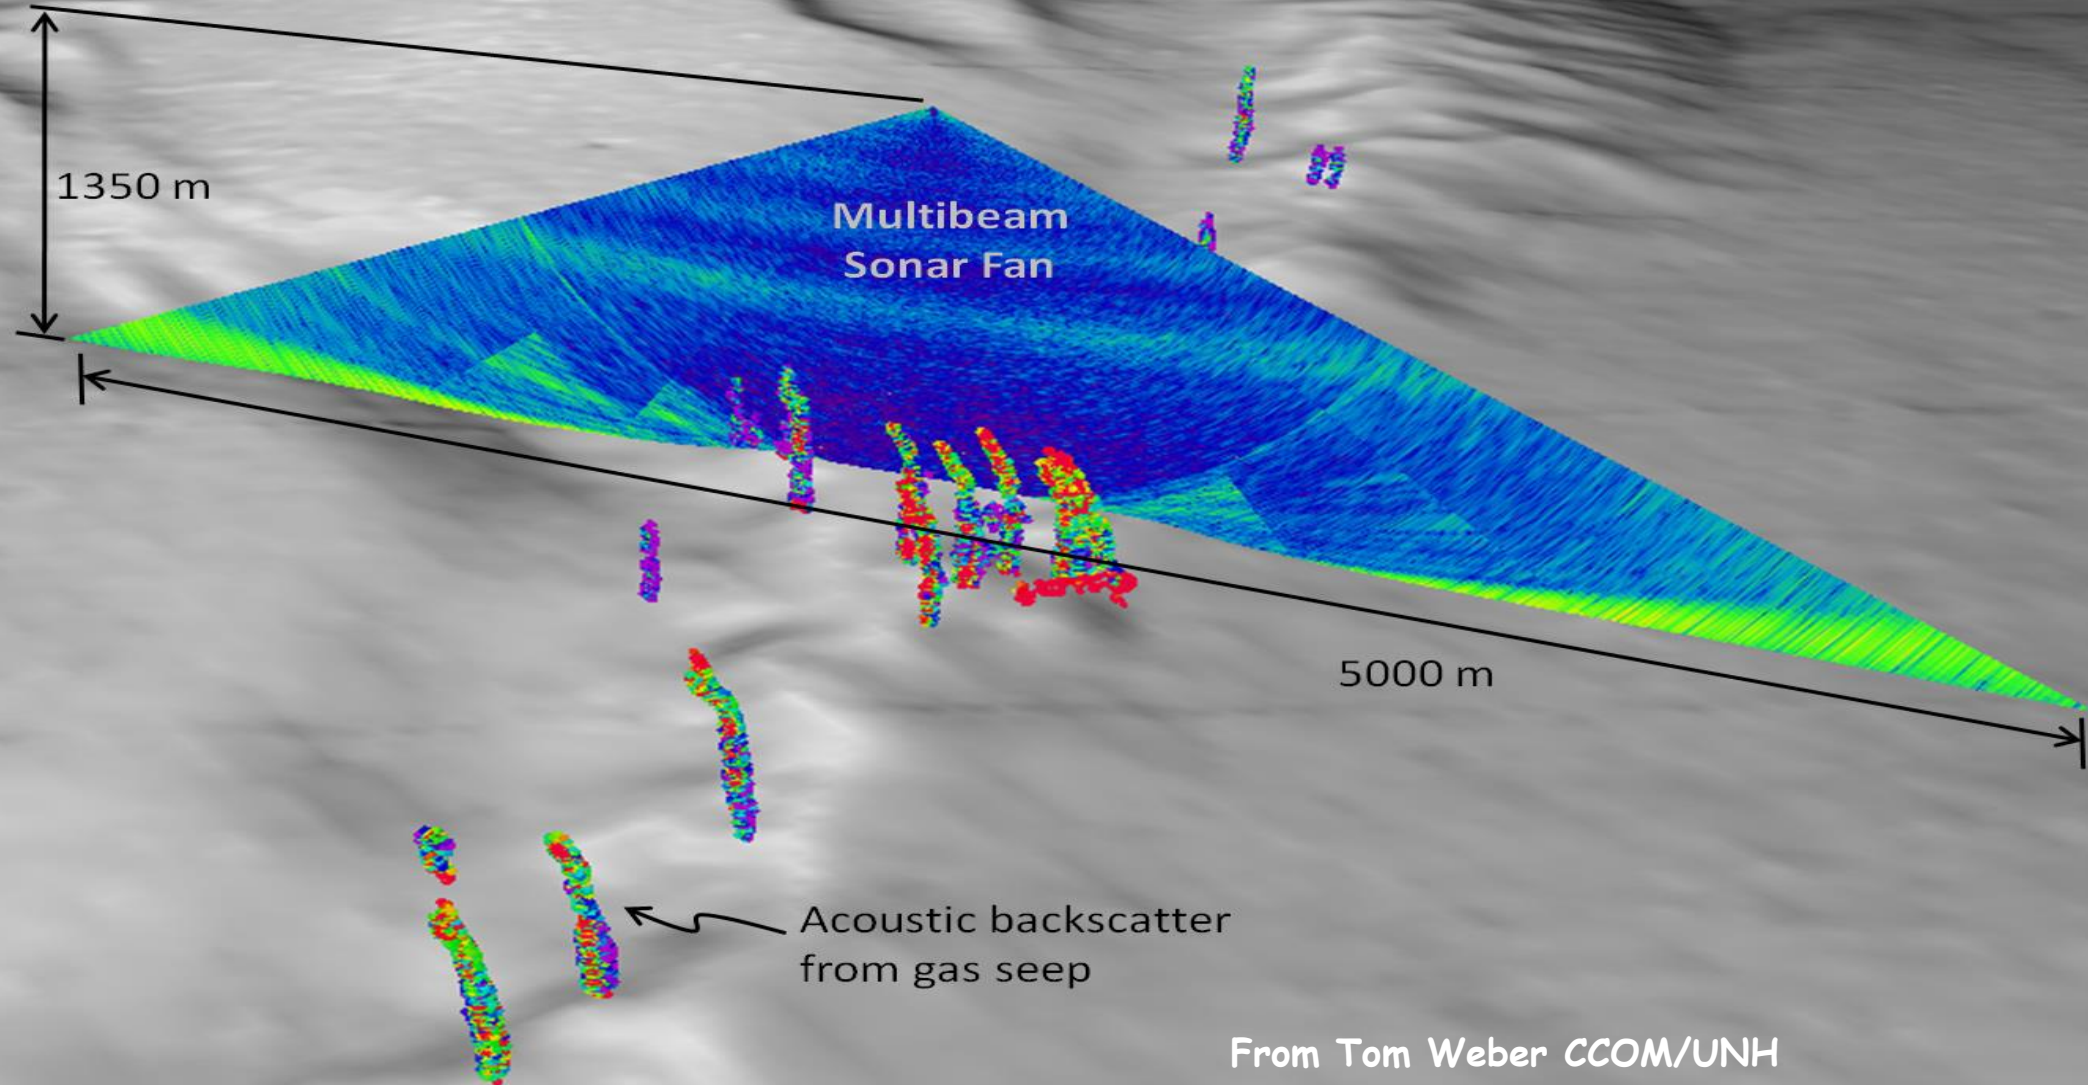 1350 m
Multibeam
Sonar Fan
5000 m
Acoustic backscatter
from gas seep
From Tom Weber CCOM/UNH